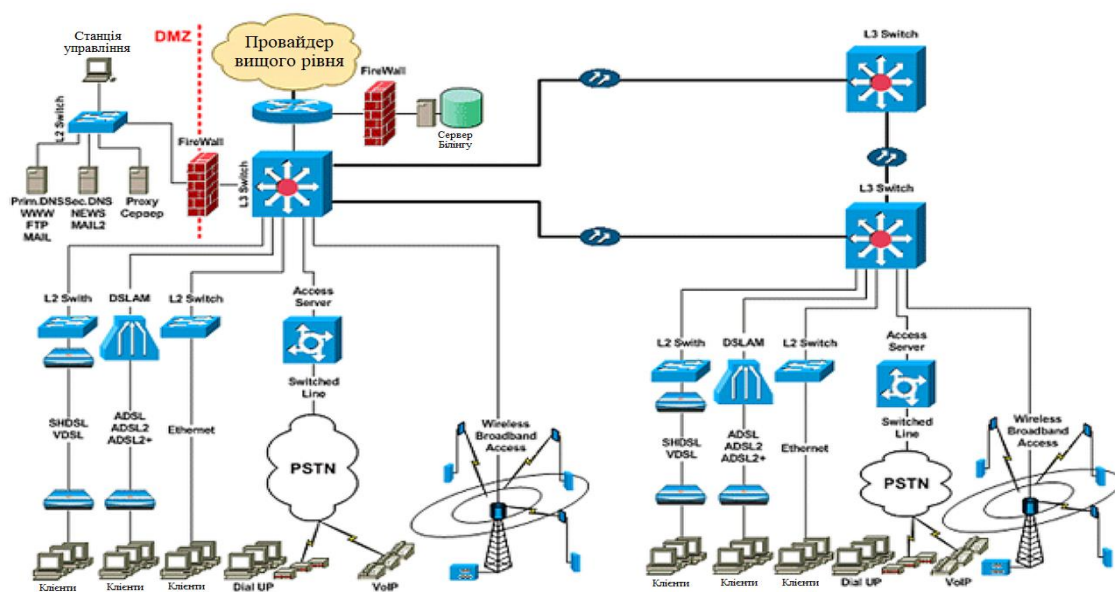 Станція
управління
DMZ
Провайдер
вищого рівня
FireWall
L3 Switch
L2 Switch
FireWall
Сервер
Білінгу
L3 Switch
L3 Switch
Prim.DNS
WWW
FTP
MAIL
Sec.DNS
NEWS
MAIL2
Proxy
Сервер
L2 Swith
DSLAM
L2 Switch
Access
Server
Switched
Line
SHDSL
VDSL
ADSL
ADSL2
ADSL2+
Ethernet
PSTN
Wireless
Broadband
Access
Клієнти
Клієнти
Клієнти
Dial UP
VoIP
L2 Swith
DSLAM
L2 Switch
Access
Server
Switched
Line
SHDSL
VDSL
ADSL
ADSL2
ADSL2+
Ethernet
PSTN
Wireless
Broadband
Access
Клієнти
Клієнти
Клієнти
Dial UP
VoIP